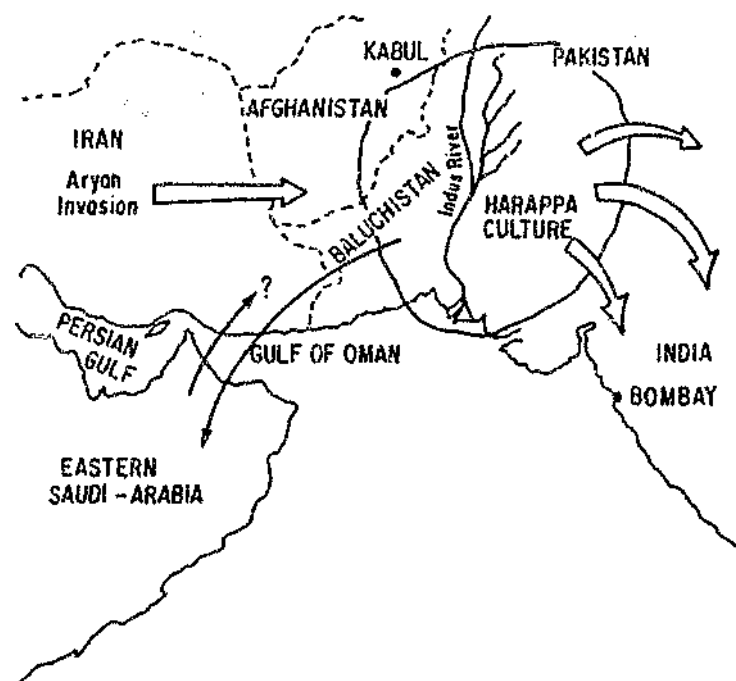 KABUL
PAKISTAN
AFGHANISTAN
IRAN
Aryan
Invasion
BALUCHISTAN
Indus River
HARAPPA
CULTURE
?
PERSIAN
GULF
GULF OF OMAN
INDIA
BOMBAY
EASTERN
SAUDI-ARABIA